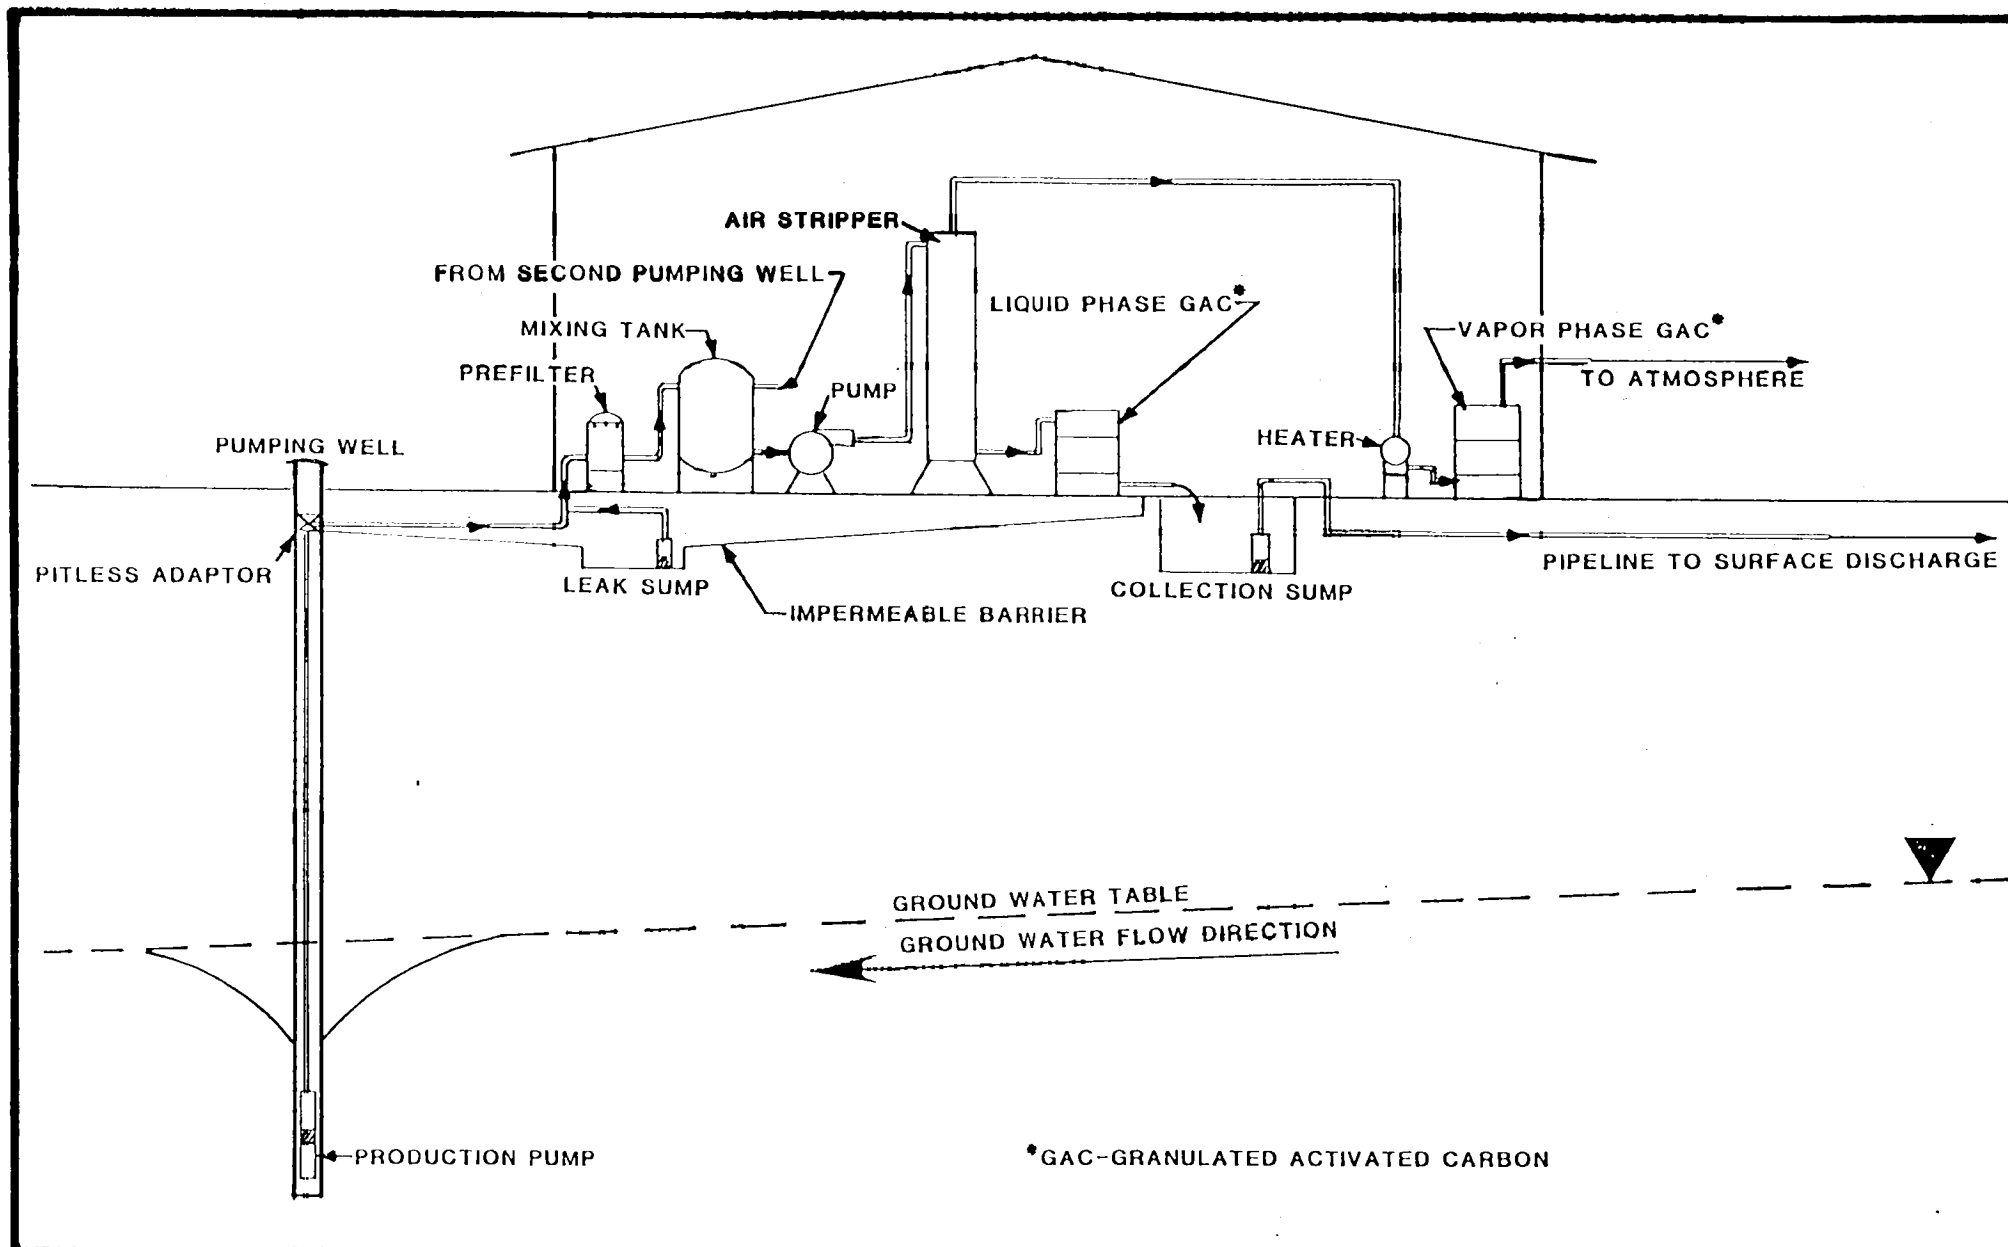 AIR STRIPPER
FROM SECOND PUMPING WELL
LIQUID PHASE GAC*
MIXING TANK
VAPOR PHASE GAC*
PREFILTER
PUMP
TO ATMOSPHERE
PUMPING WELL
HEATER
PITLESS ADAPTOR
LEAK SUMP
COLLECTION SUMP
PIPELINE TO SURFACE DISCHARGE
IMPERMEABLE BARRIER
GROUND WATER TABLE
GROUND WATER FLOW DIRECTION
PRODUCTION PUMP
*GAC-GRANULATED ACTIVATED CARBON